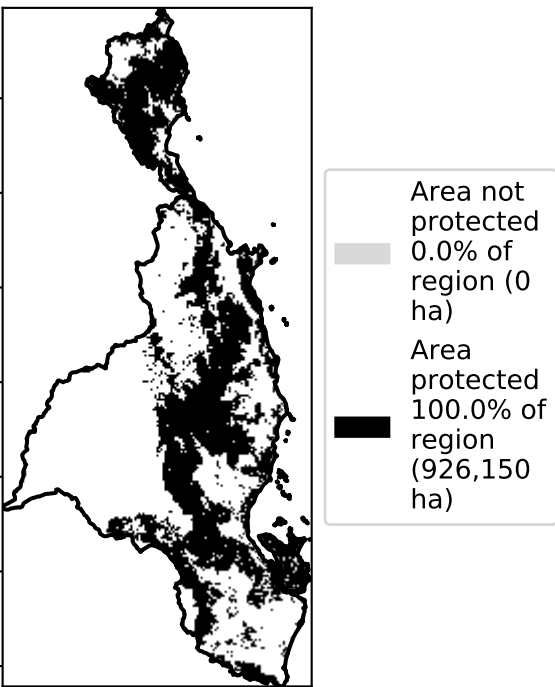 Area not
protected
0.0% of
region (0
ha)
Area
protected
100.0% of
region
(926,150
ha)